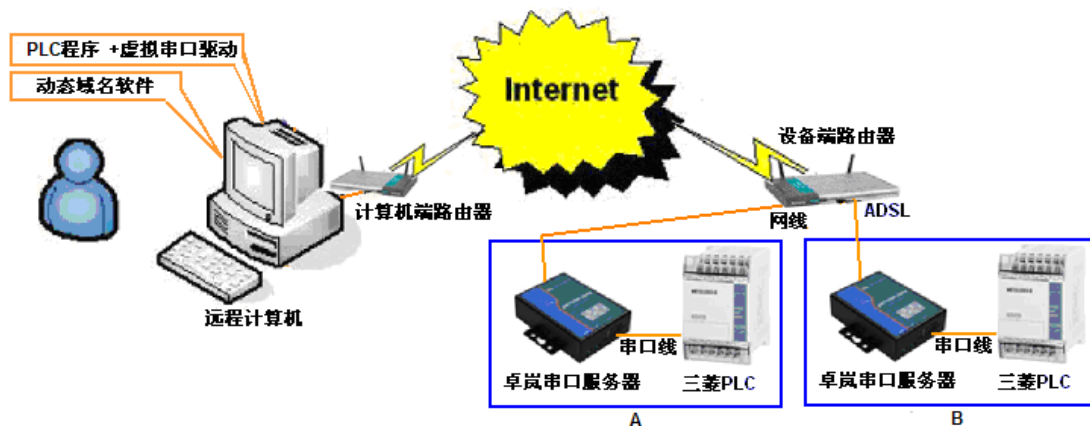 PLC程序 +虚拟串口驱动
动态域名软件
Internet
设备端路由器
计算机端路由器
网线
ADSL
远程计算机
串口线
串口线
卓岚串口服务器
三菱PLC
卓岚串口服务器
三菱PLC
A
B